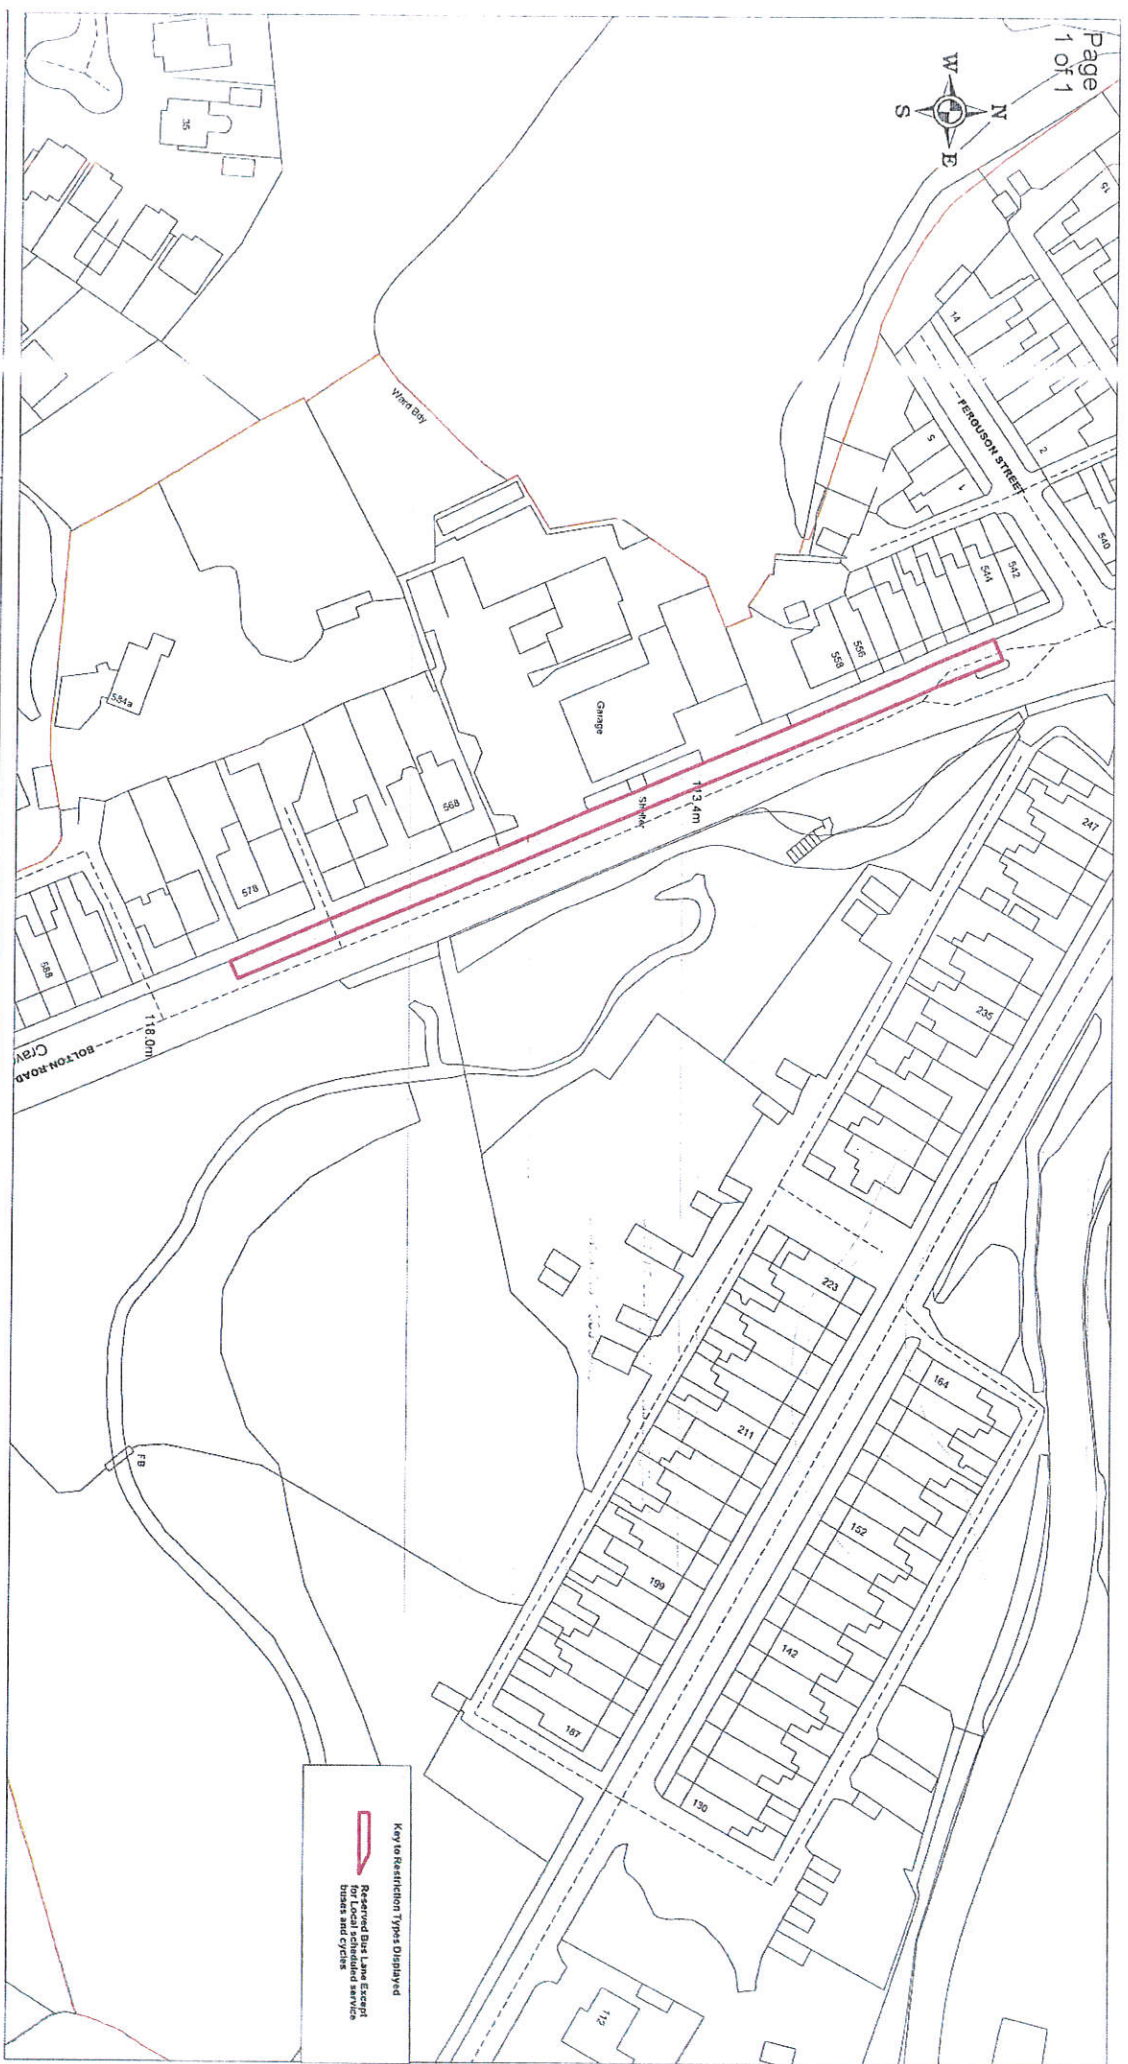 Page
1 of 1
N
W
E
S
15
14
2
FERGUSON STREET
5
1
540
542
544
556
558
35
Ward Bdy
Garage
Shelter
113.4m
584a
568
578
588
118.0m
BOLTON ROAD
247
235
223
211
199
187
164
152
142
130
112
FB
Key to Restriction Types Displayed
Reserved Bus Lane Except
for Local scheduled service
buses and cycles